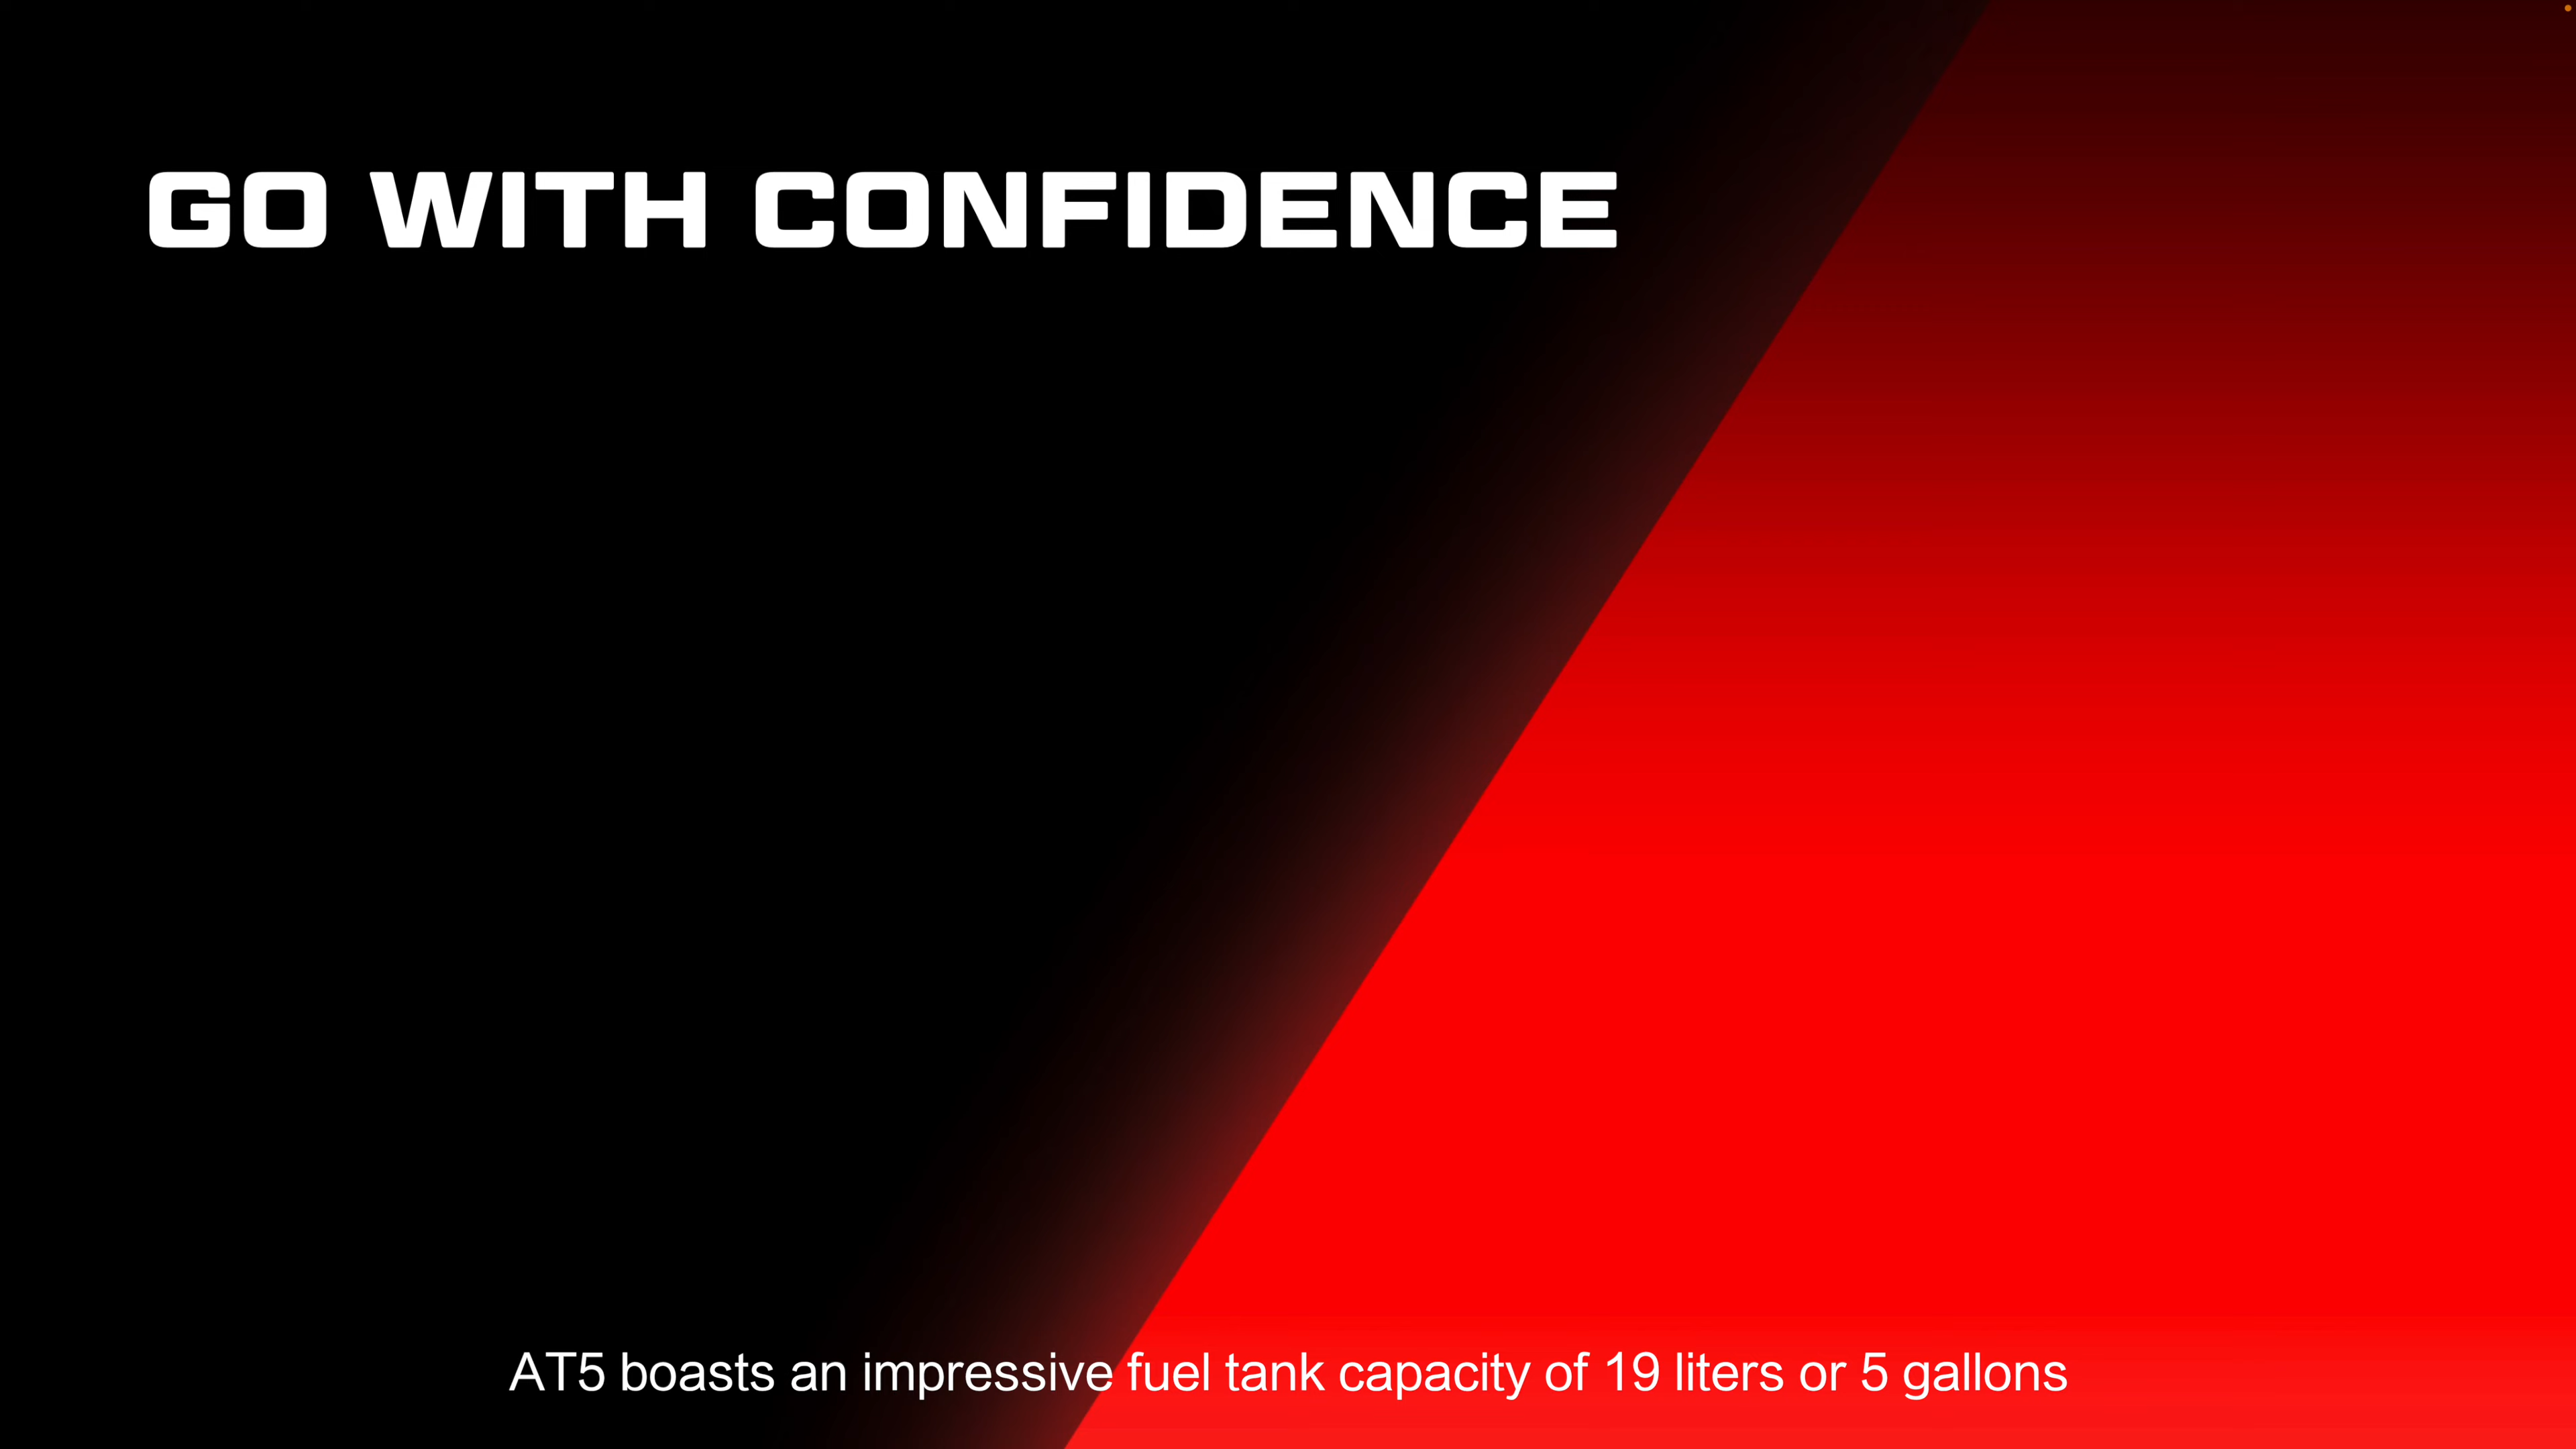 GO WITH CONFIDENCE
AT5 boasts an impressive fuel tank capacity of 19 liters or 5 gallons